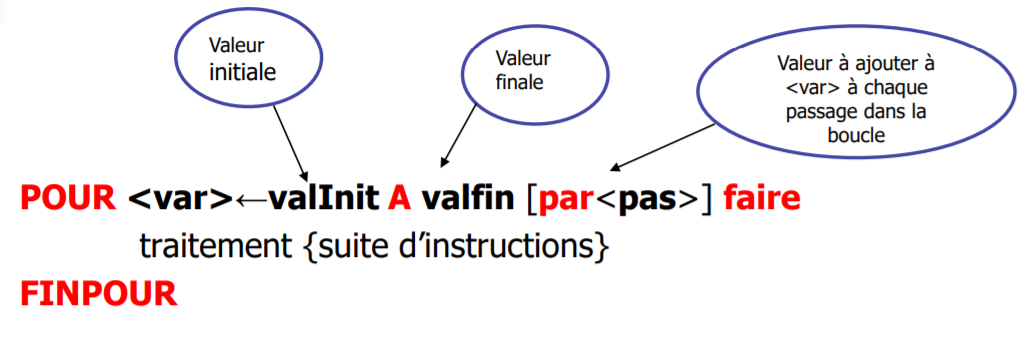 Valeur
initiale
Valeur
finale
Valeur à ajouter à
<var> à chaque
passage dans la
boucle
POUR <var>←valInit A valfin [par<pas>] faire
traitement {suite d’instructions}
FINPOUR